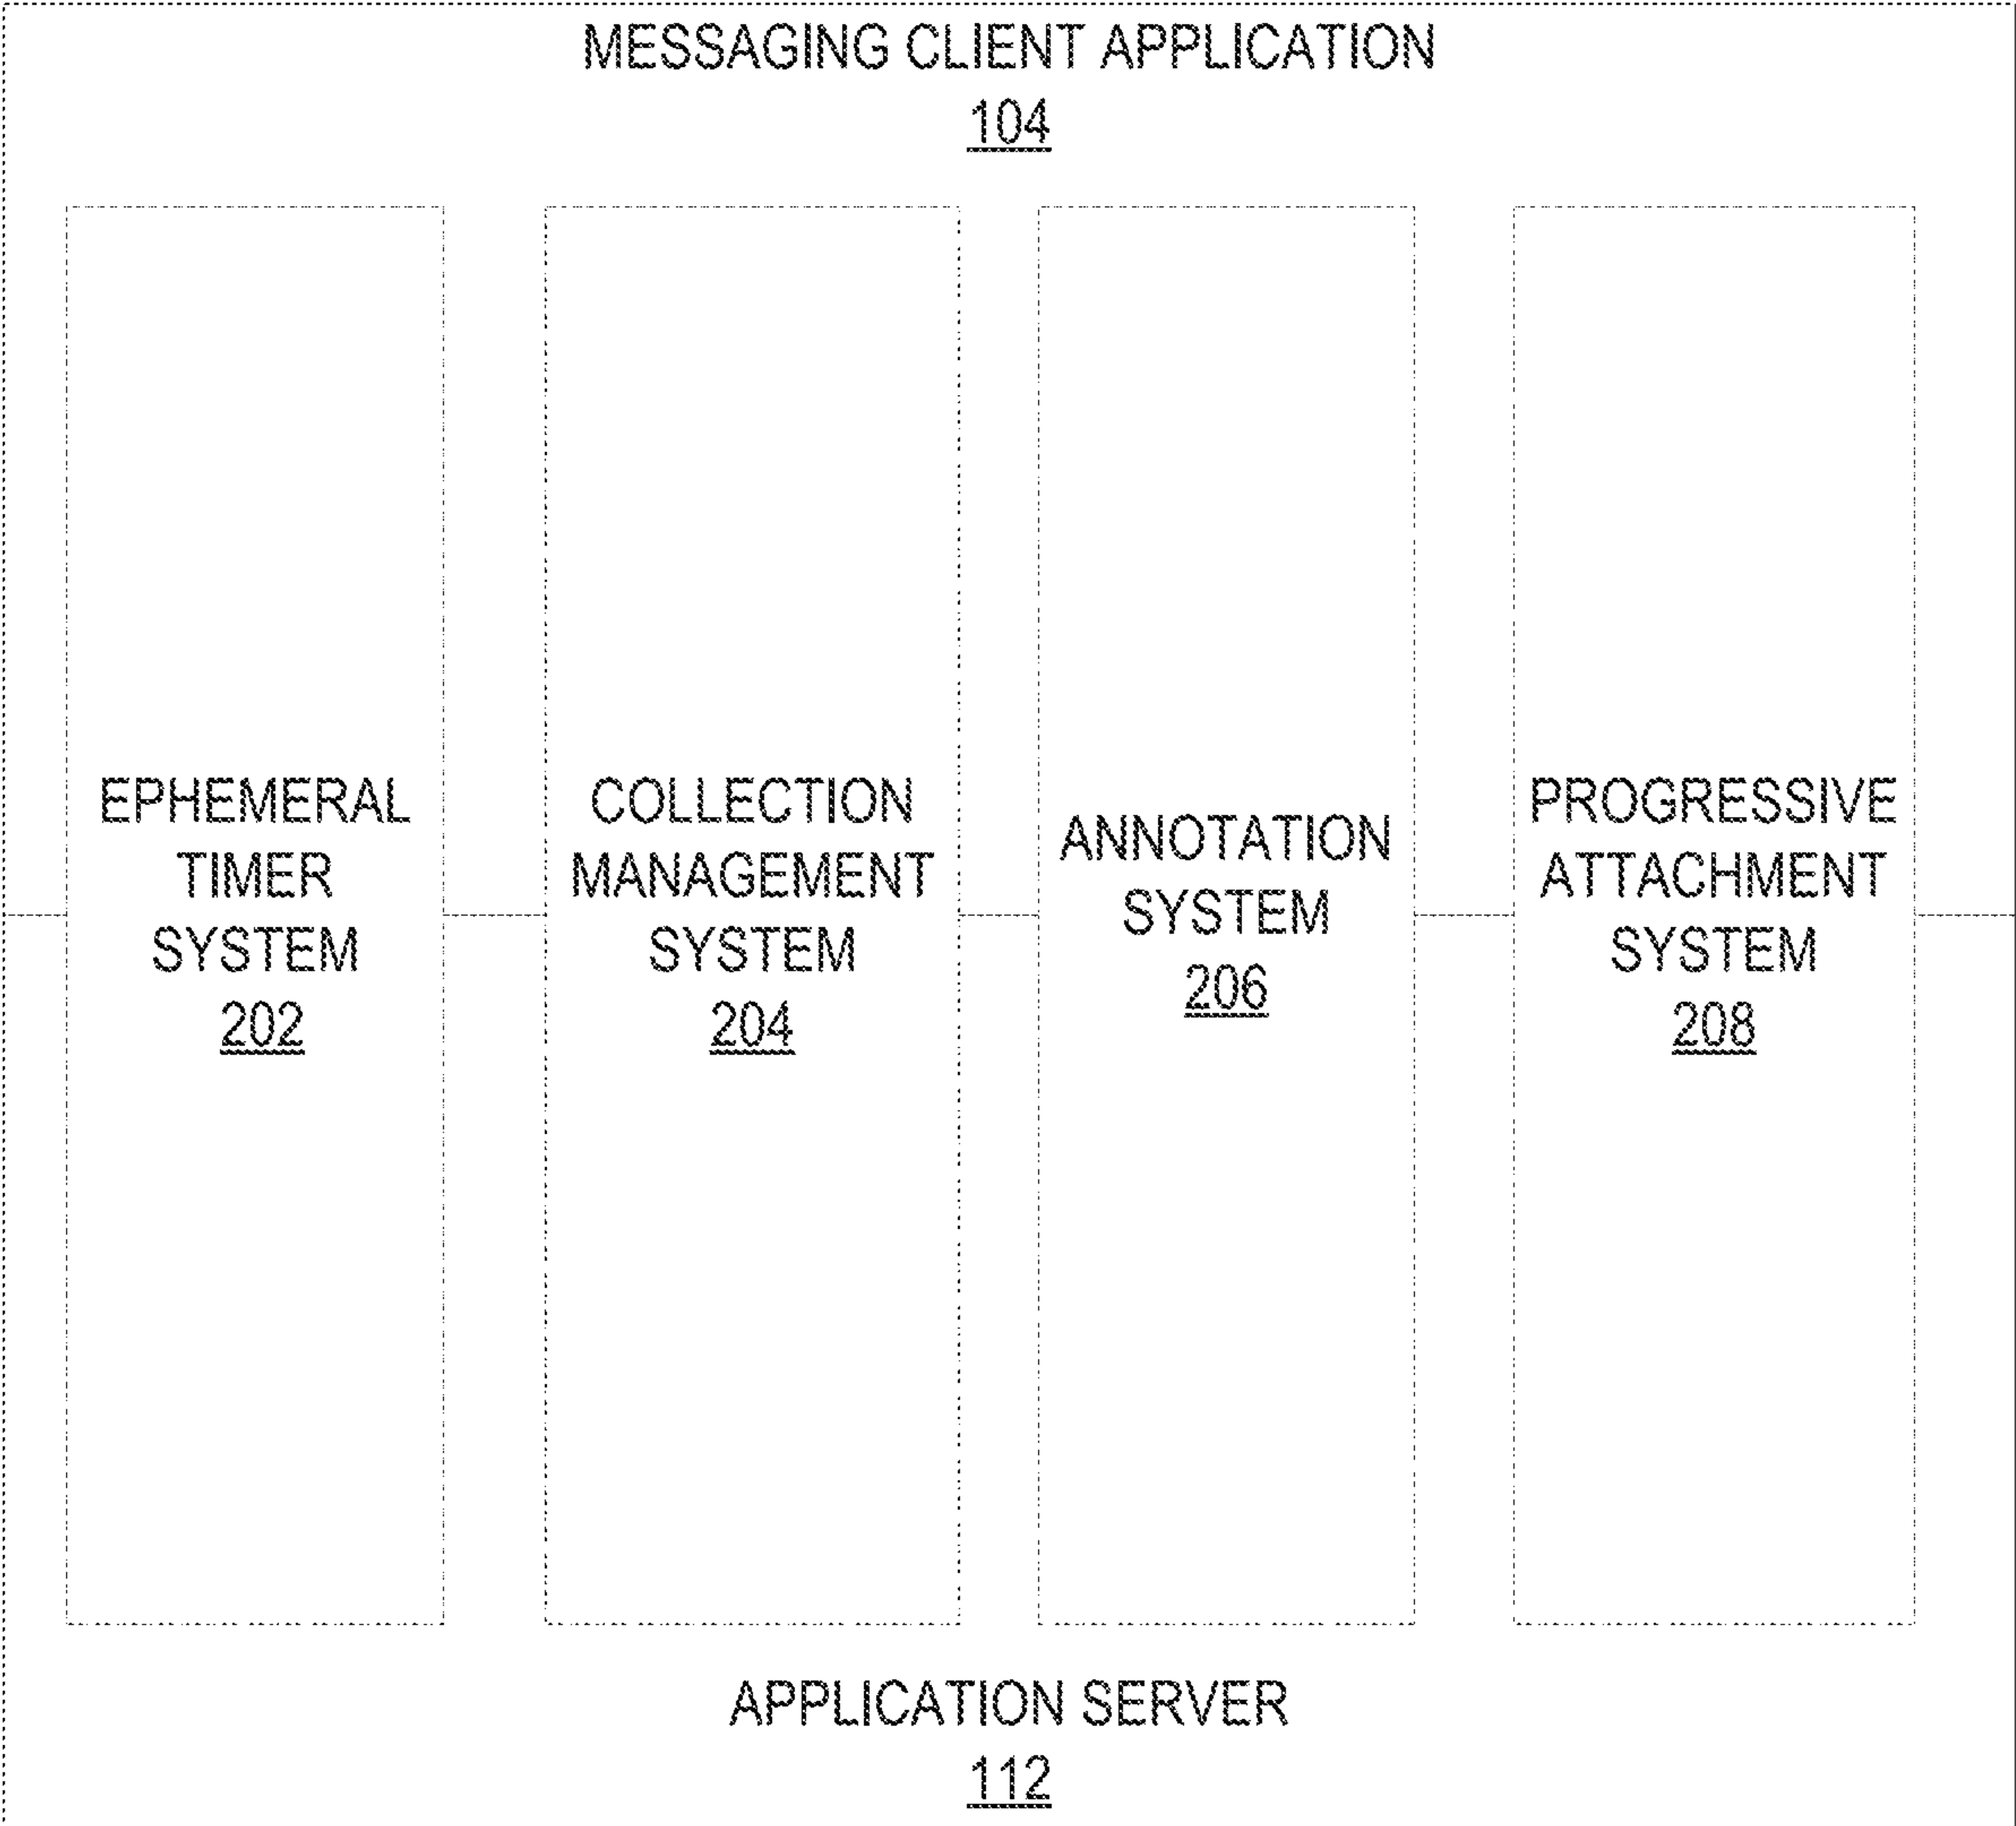 MESSAGING CLIENT APPLICATION
104
EPHEMERAL
TIMER
SYSTEM
202
COLLECTION
MANAGEMENT
SYSTEM
204
ANNOTATION
SYSTEM
206
PROGRESSIVE
ATTACHMENT
SYSTEM
208
APPLICATION SERVER
112